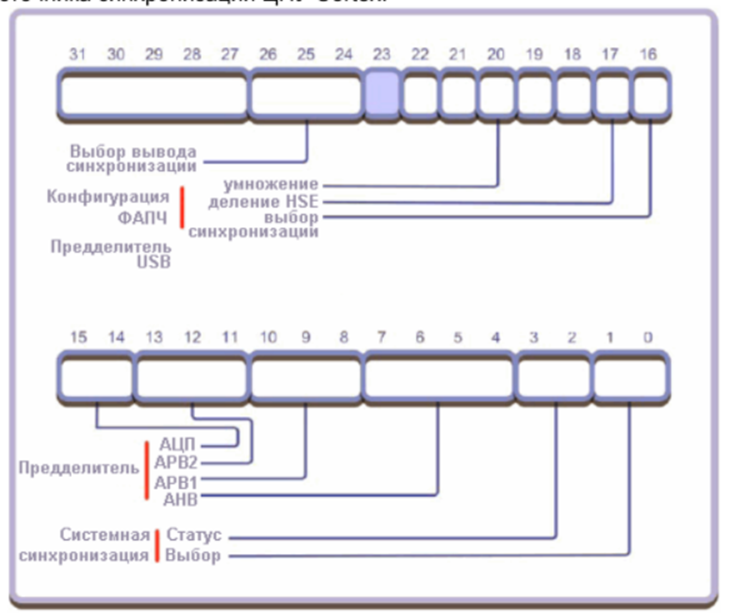 31 30 29 28 27 26 25 24 23 22 21 20 19 18 17 16
Выбор вывода
синхронизации
умножение
Конфигурация
деление HSE
ФАПЧ
выбор
синхронизации
Предделитель
USB
15 14 13 12 11 10 9 8 7 6 5 4 3 2 1 0
АЦП
Предделитель
APB2
APB1
AHB
Системная
Статус
синхронизация
Выбор